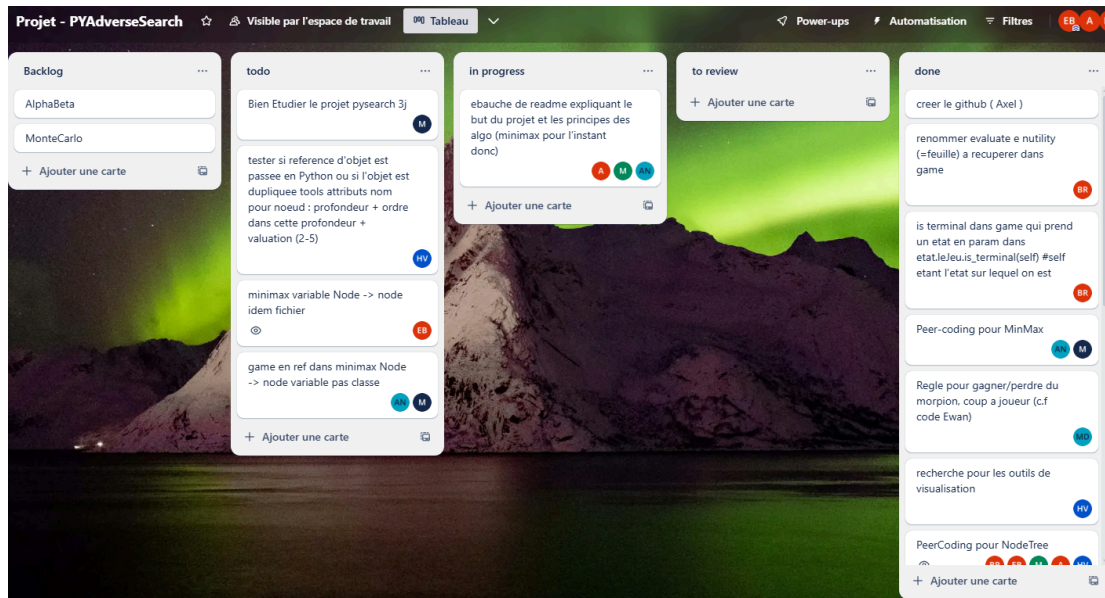 Projet - PYAdverseSearch
Visible par l'espace de travail
Tableau
Power-ups
Automatisation
Filtres
EB
A
Backlog
AlphaBeta
MonteCarlo
+ Ajouter une carte
todo
Bien Etudier le projet pysearch 3j
M
tester si reference d'objet est
passee en Python ou si l'objet est
dupliquee tools attributs nom
pour noeud : profondeur + ordre
dans cette profondeur +
valuation (2-5)
HV
minimax variable Node -> node
idem fichier
EB
game en ref dans minimax Node
-> node variable pas classe
AN M
+ Ajouter une carte
in progress
ebauche de readme expliquant le
but du projet et les principes des
algo (minimax pour l'instant
donc)
A M AN
+ Ajouter une carte
to review
+ Ajouter une carte
done
creer le github ( Axel )
renommer evaluate e nutility
(=feuille) a recuperer dans
game
BR
is terminal dans game qui prend
un etat en param dans
etat.leJeu.is_terminal(self) #self
etant l'etat sur lequel on est
BR
Peer-coding pour MinMax
AN M
Regle pour gagner/perdre du
morpion, coup a joueur (c.f
code Ewan)
MD
recherche pour les outils de
visualisation
HV
PeerCoding pour NodeTree
BR EB M A HV
+ Ajouter une carte